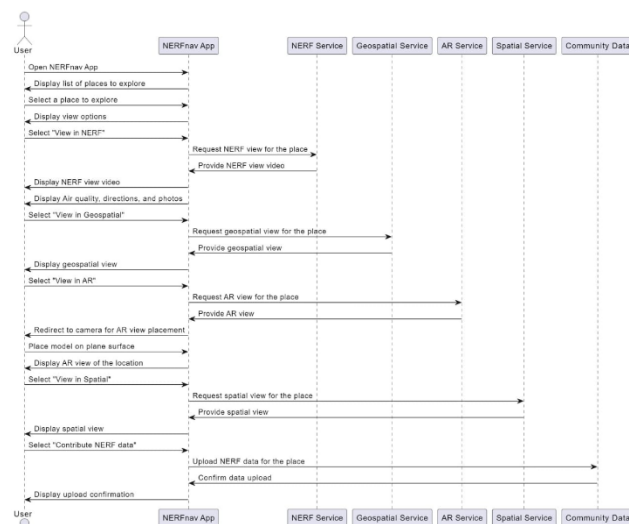 User
NERFnav App
NERF Service
Geospatial Service
AR Service
Spatial Service
Community Data
Open NERFnav App
Display list of places to explore
Select a place to explore
Display view options
Select "View in NERF"
Request NERF view for the place
Provide NERF view video
Display NERF view video
Display Air quality, directions, and photos
Select "View in Geospatial"
Request geospatial view for the place
Provide geospatial view
Display geospatial view
Select "View in AR"
Request AR view for the place
Provide AR view
Redirect to camera for AR view placement
Place model on plane surface
Display AR view of the location
Select "View in Spatial"
Request spatial view for the place
Provide spatial view
Display spatial view
Select "Contribute NERF data"
Upload NERF data for the place
Confirm data upload
Display upload confirmation
User
NERFnav App
NERF Service
Geospatial Service
AR Service
Spatial Service
Community Data